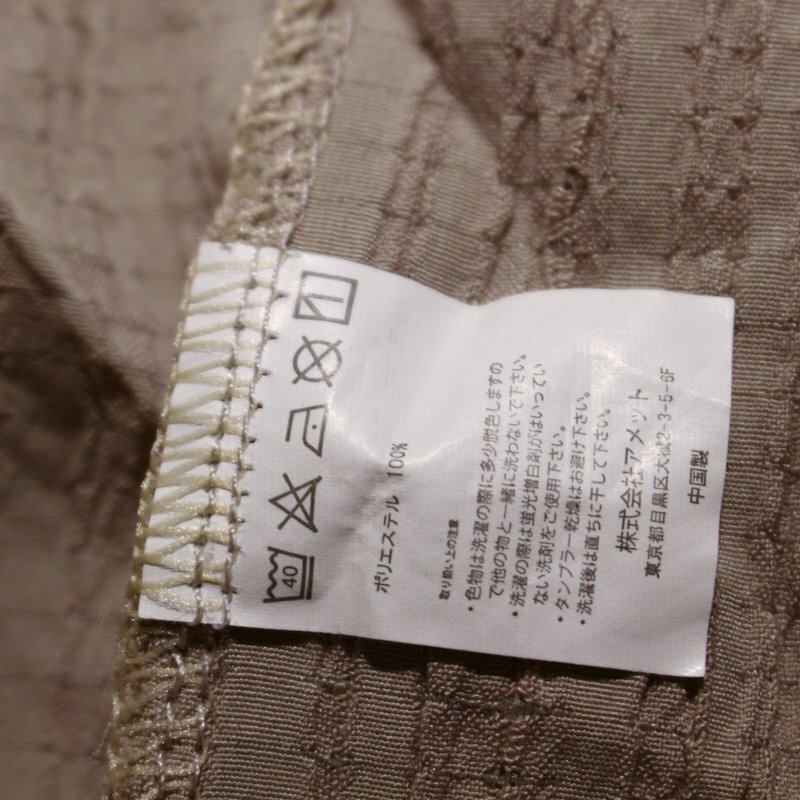 40
ポリエステル 100%
取り扱い上の注意
・色物は洗濯の際に多少脱色しますの
で他の物と一緒に洗わないで下さい。
・洗濯の際は蛍光増白剤がはいってい
ない洗剤をご使用下さい。
・タンブラー乾燥はお避け下さい。
・洗濯後は直ちに干して下さい。
株式会社アメット
東京都目黒区大橋2-3-5-6F
中国製